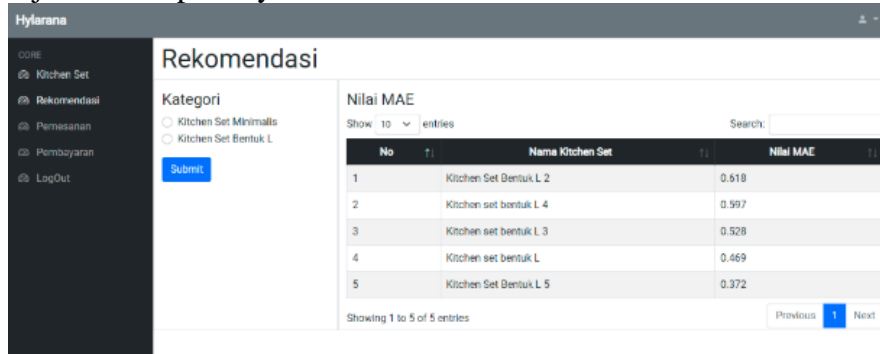 Hylarana
CORE
Kitchen Set
Rekomendasi
Pemesanan
Pembayaran
LogOut
Rekomendasi
Kategori
Kitchen Set Minimalis
Kitchen Set Bentuk L
Submit
Nilai MAE
Show 10 entries
Search:
No Nama Kitchen Set Nilai MAE
1 Kitchen Set Bentuk L 2 0.618
2 Kitchen set bentuk L 4 0.597
3 Kitchen set bentuk L 3 0.528
4 Kitchen set bentuk L 0.469
5 Kitchen Set Bentuk L 5 0.372
Showing 1 to 5 of 5 entries
Previous 1 Next